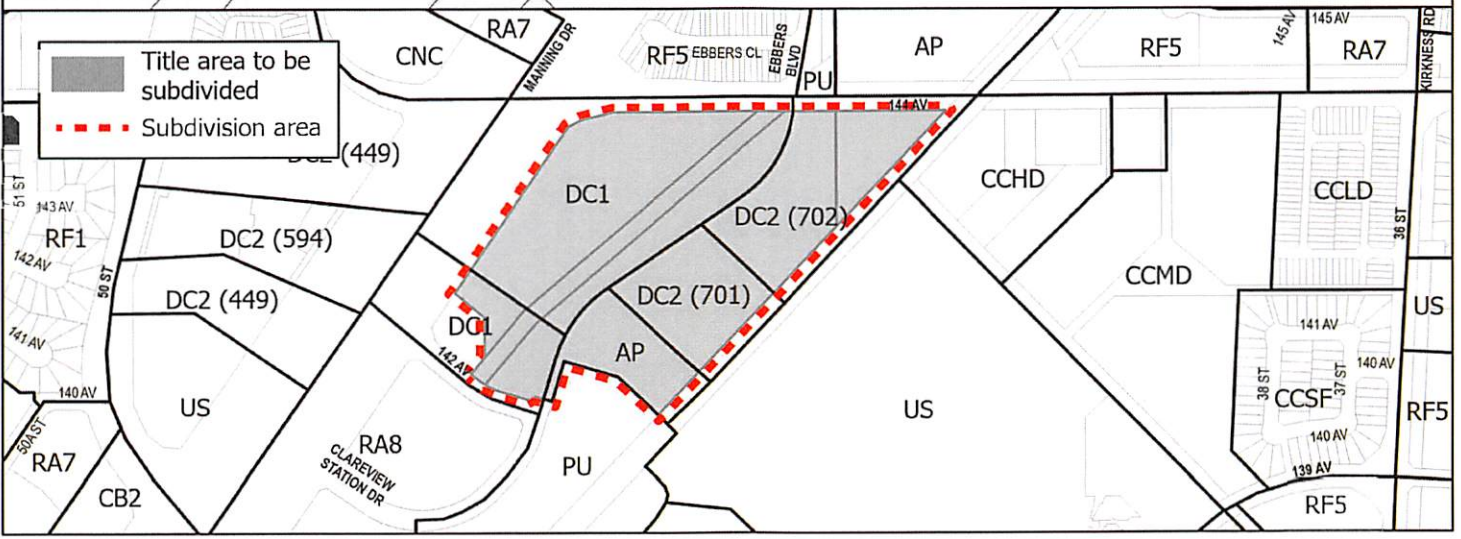 Title area to be
subdivided
Subdivision area
CNC
RA7
MANNING DR
RF5
EBBERS CL
EBBERS
BLVD
PU
AP
RF5
145 AV
145 AV
RA7
KIRKNESS RD
144 AV
DC2 (449)
DC1
DC2 (702)
CCHD
CCLD
36 ST
51 ST
143 AV
RF1
142 AV
DC2 (594)
50 ST
DC2 (449)
DC2 (701)
CCMD
US
141 AV
DC1
142 AV
AP
141 AV
140 AV
38 ST
37 ST
CCSF
140 AV
US
US
RF5
140 AV
50A ST
RA7
CB2
RA8
CLAREVIEW
STATION DR
PU
139 AV
RF5